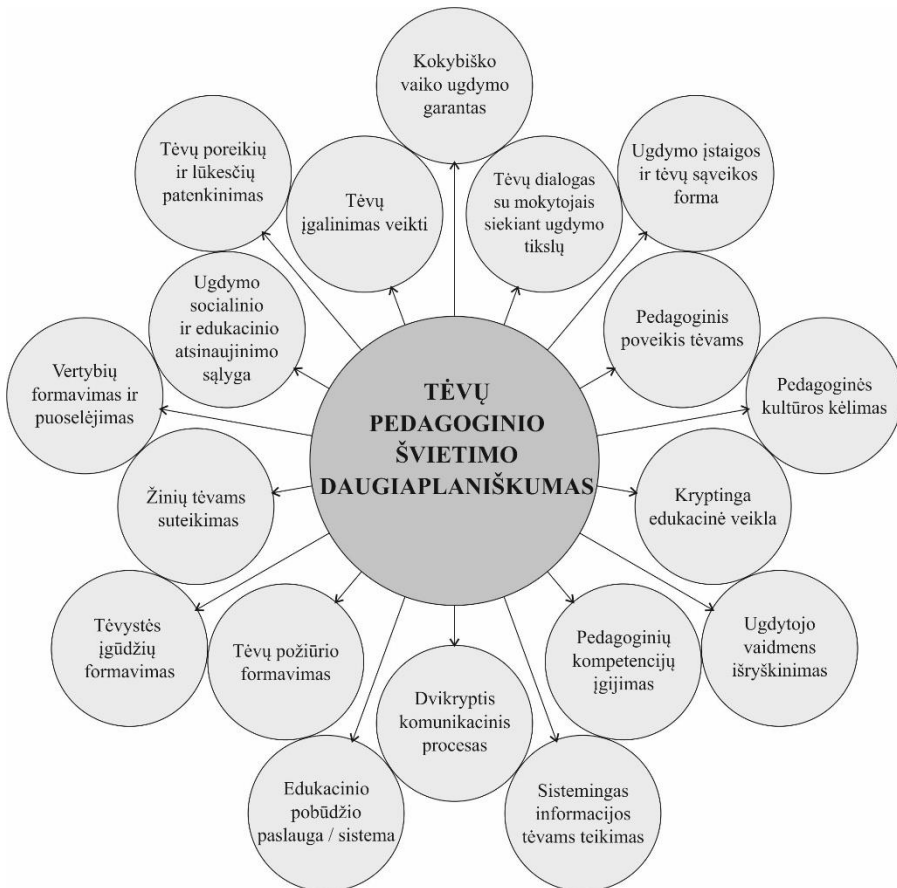 Kokybiško
vaiko ugdymo
garantas
Tėvų poreikių
ir lūkesčių
patenkinimas
Tėvų
įgalinimas veikti
Tėvų dialogas
su mokytojais
siekiant ugdymo
tikslų
Ugdymo įstaigos
ir tėvų sąveikos
forma
Ugdymo
socialinio
ir edukacinio
atsinaujinimo
sąlyga
Pedagoginis
poveikis tėvams
Vertybių
formavimas ir
puoselėjimas
TĖVŲ
PEDAGOGINIO
ŠVIETIMO
DAUGIAPLANIŠKUMAS
Pedagoginės
kultūros kėlimas
Žinių tėvams
suteikimas
Kryptinga
edukacinė veikla
Tėvystės
įgūdžių
formavimas
Tėvų požiūrio
formavimas
Dvikryptis
komunikacinis
procesas
Pedagoginių
kompetencijų
įgijimas
Ugdytojo
vaidmens
išryškinimas
Edukacinio
pobūdžio
paslauga / sistema
Sistemingas
informacijos
tėvams teikimas